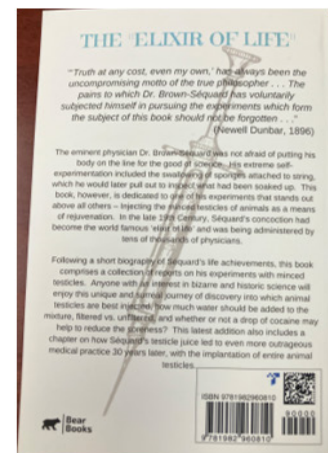 THE "ELIXIR OF LIFE"
"'Truth at any cost, even my own,' has always been the
uncompromising motto of the true philosopher . . . The
pains to which Dr. Brown-Séquard has voluntarily
subjected himself in pursuing the experiments which form
the subject of this book should not be forgotten . . ."
(Newell Dunbar, 1896)
The eminent physician Dr. Brown-Séquard was not afraid of putting his
body on the line for the good of science. His extreme self-
experimentation included the swallowing of sponges attached to string,
which he would later pull out to inspect what had been soaked up. This
book, however, is dedicated to one of his experiments that stands out
above all others – injecting the minced testicles of animals as a means
of rejuvenation. In the late 19th Century, Séquard's concoction had
become the world famous 'elixir of life' and was being administered by
tens of thousands of physicians.
Following a short biography of Séquard's life achievements, this book
comprises a collection of reports on his experiments with minced
testicles. Anyone with an interest in bizarre and historic science will
enjoy this unique and surreal journey of discovery into which animal
testicles are best injected, how much water should be added to the
mixture, filtered vs. unfiltered, and whether or not a drop of cocaine may
help to reduce the soreness? This latest addition also includes a
chapter on how Séquard's testicle juice led to even more outrageous
medical practice 30 years later, with the implantation of entire animal
testicles.
ISBN 9781982960810
90000
9 781982 960810
Bear
Books